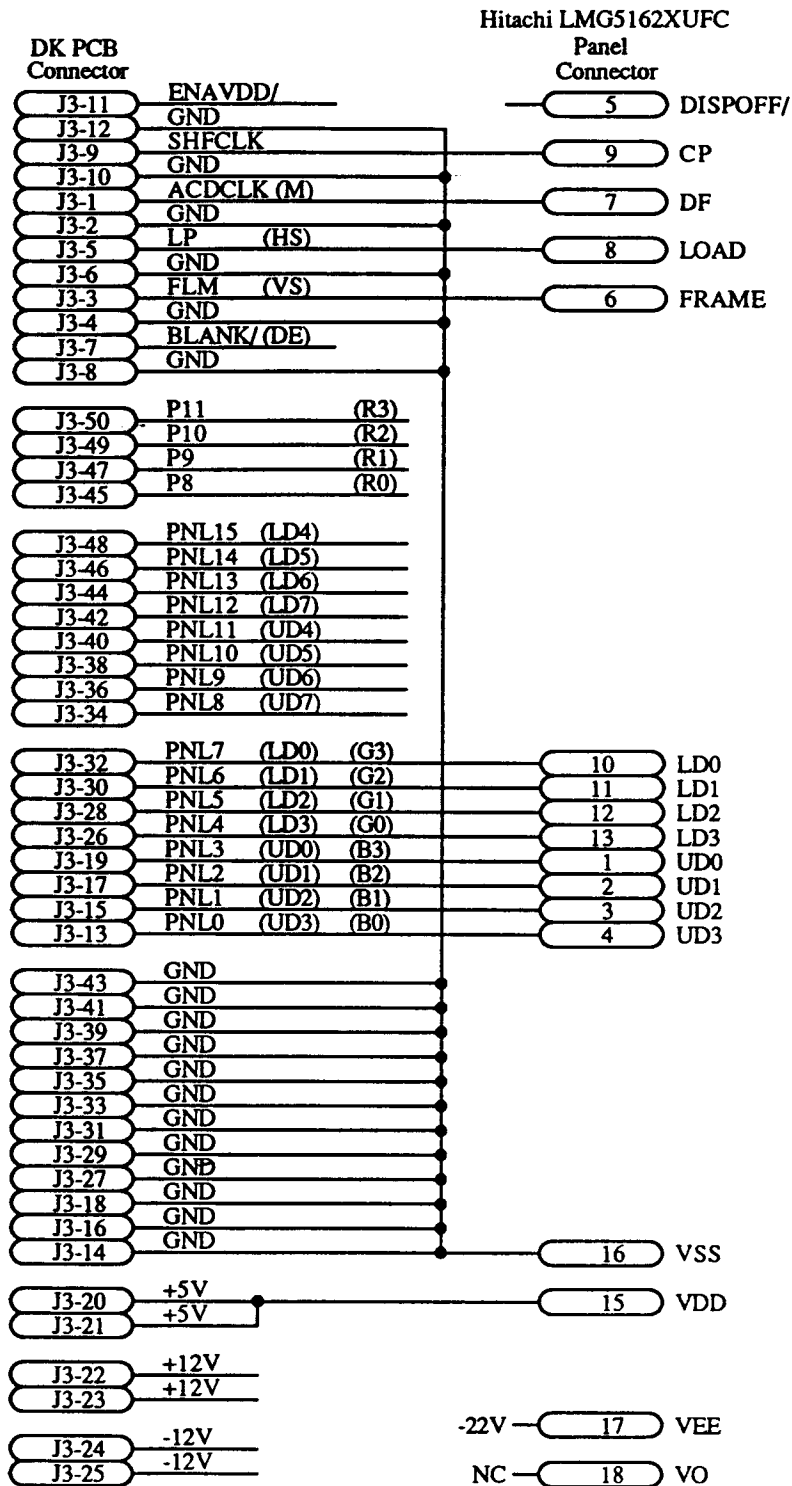 Hitachi LMG5162XUFC
DK PCB Panel
Connector Connector
J3-11 ENAVDD/ 5 DISPOFF/
J3-12 GND
J3-9 SHFCLK 9 CP
J3-10 GND
J3-1 ACDCLK (M) 7 DF
J3-2 GND
J3-5 LP (HS) 8 LOAD
J3-6 GND
J3-3 FLM (VS) 6 FRAME
J3-4 GND
J3-7 BLANK/ (DE)
J3-8 GND
J3-50 P11 (R3)
J3-49 P10 (R2)
J3-47 P9 (R1)
J3-45 P8 (R0)
J3-48 PNL15 (LD4)
J3-46 PNL14 (LD5)
J3-44 PNL13 (LD6)
J3-42 PNL12 (LD7)
J3-40 PNL11 (UD4)
J3-38 PNL10 (UD5)
J3-36 PNL9 (UD6)
J3-34 PNL8 (UD7)
J3-32 PNL7 (LD0) (G3) 10 LD0
J3-30 PNL6 (LD1) (G2) 11 LD1
J3-28 PNL5 (LD2) (G1) 12 LD2
J3-26 PNL4 (LD3) (G0) 13 LD3
J3-19 PNL3 (UD0) (B3) 1 UD0
J3-17 PNL2 (UD1) (B2) 2 UD1
J3-15 PNL1 (UD2) (B1) 3 UD2
J3-13 PNL0 (UD3) (B0) 4 UD3
J3-43 GND
J3-41 GND
J3-39 GND
J3-37 GND
J3-35 GND
J3-33 GND
J3-31 GND
J3-29 GND
J3-27 GND
J3-18 GND
J3-16 GND
J3-14 GND 16 VSS
J3-20 +5V 15 VDD
J3-21 +5V
J3-22 +12V
J3-23 +12V
J3-24 -12V -22V 17 VEE
J3-25 -12V NC 18 VO